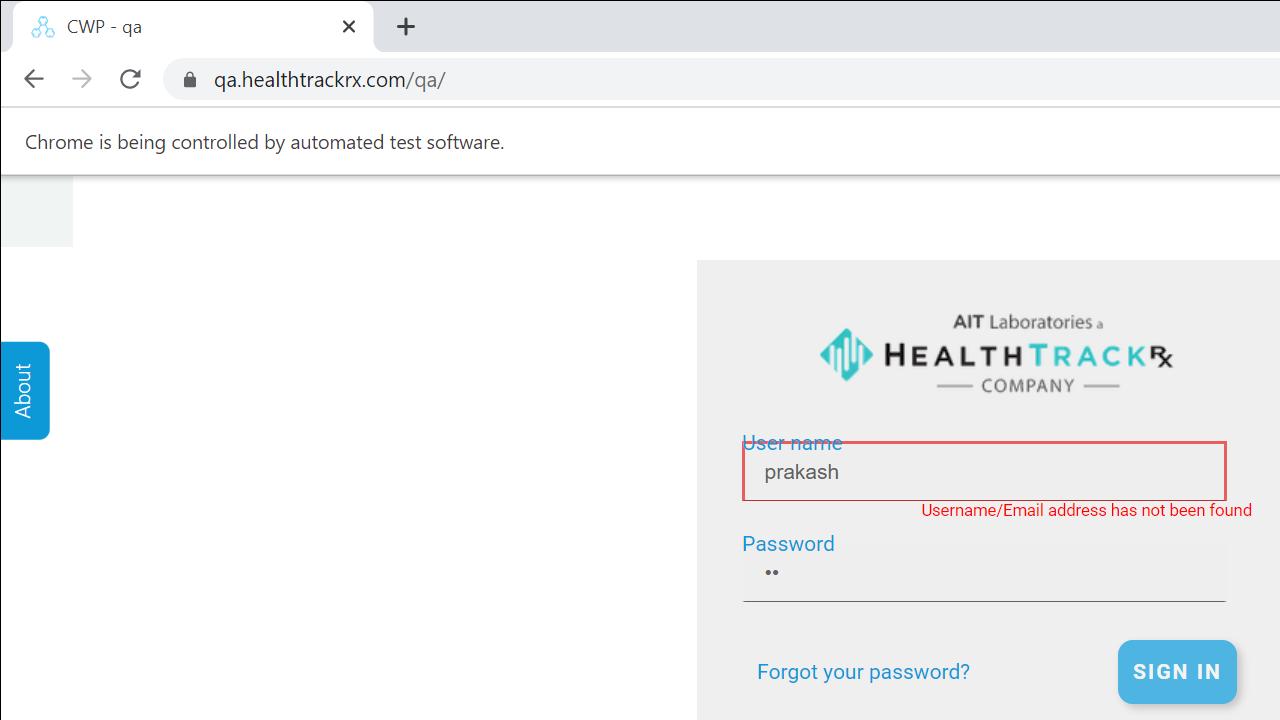 CWP - qa
qa.healthtrackrx.com/qa/
Chrome is being controlled by automated test software.
About
AIT Laboratories a
HEALTHTRACKRx
COMPANY
User name
prakash
Username/Email address has not been found
Password
••
Forgot your password?
SIGN IN